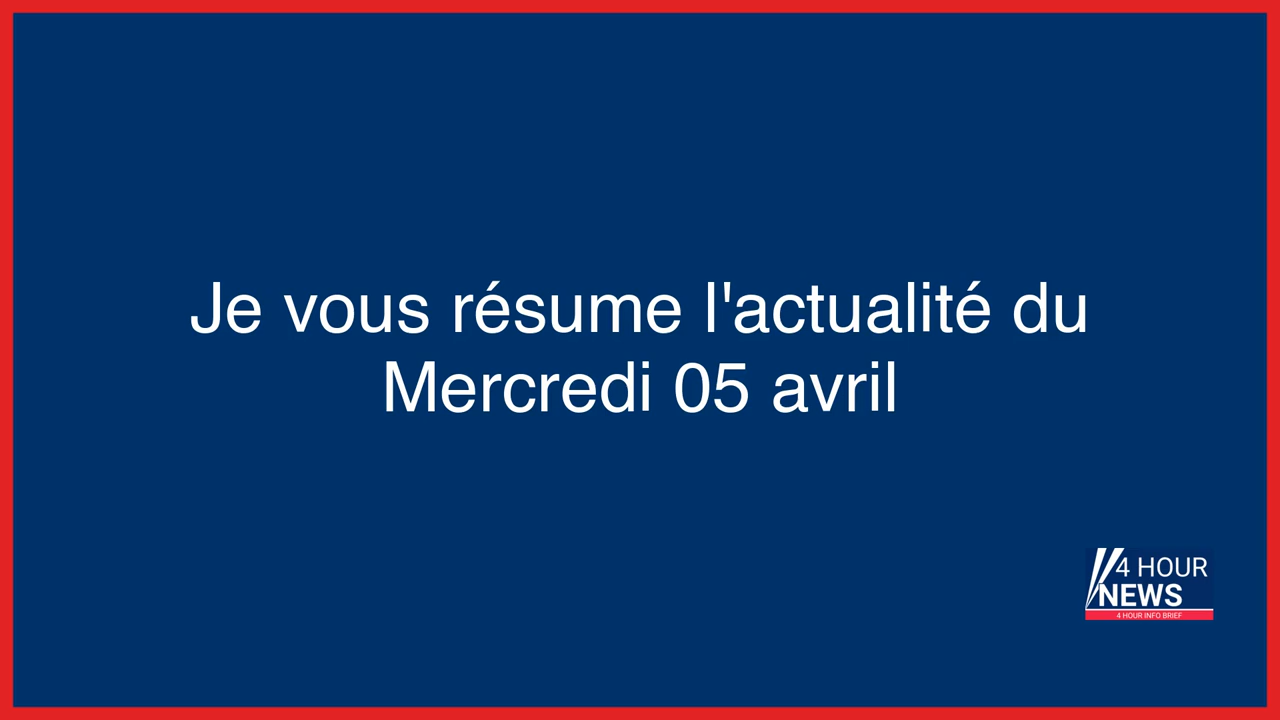 Je vous résume l'actualité du
Mercredi 05 avril
4 HOUR
NEWS
4 HOUR INFO BRIEF